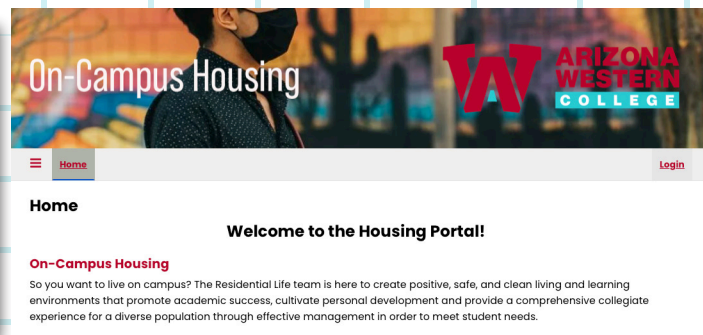 On-Campus Housing
ARIZONA
WESTERN
COLLEGE
Home
Login
Home
Welcome to the Housing Portal!
On-Campus Housing
So you want to live on campus? The Residential Life team is here to create positive, safe, and clean living and learning
environments that promote academic success, cultivate personal development and provide a comprehensive collegiate
experience for a diverse population through effective management in order to meet student needs.